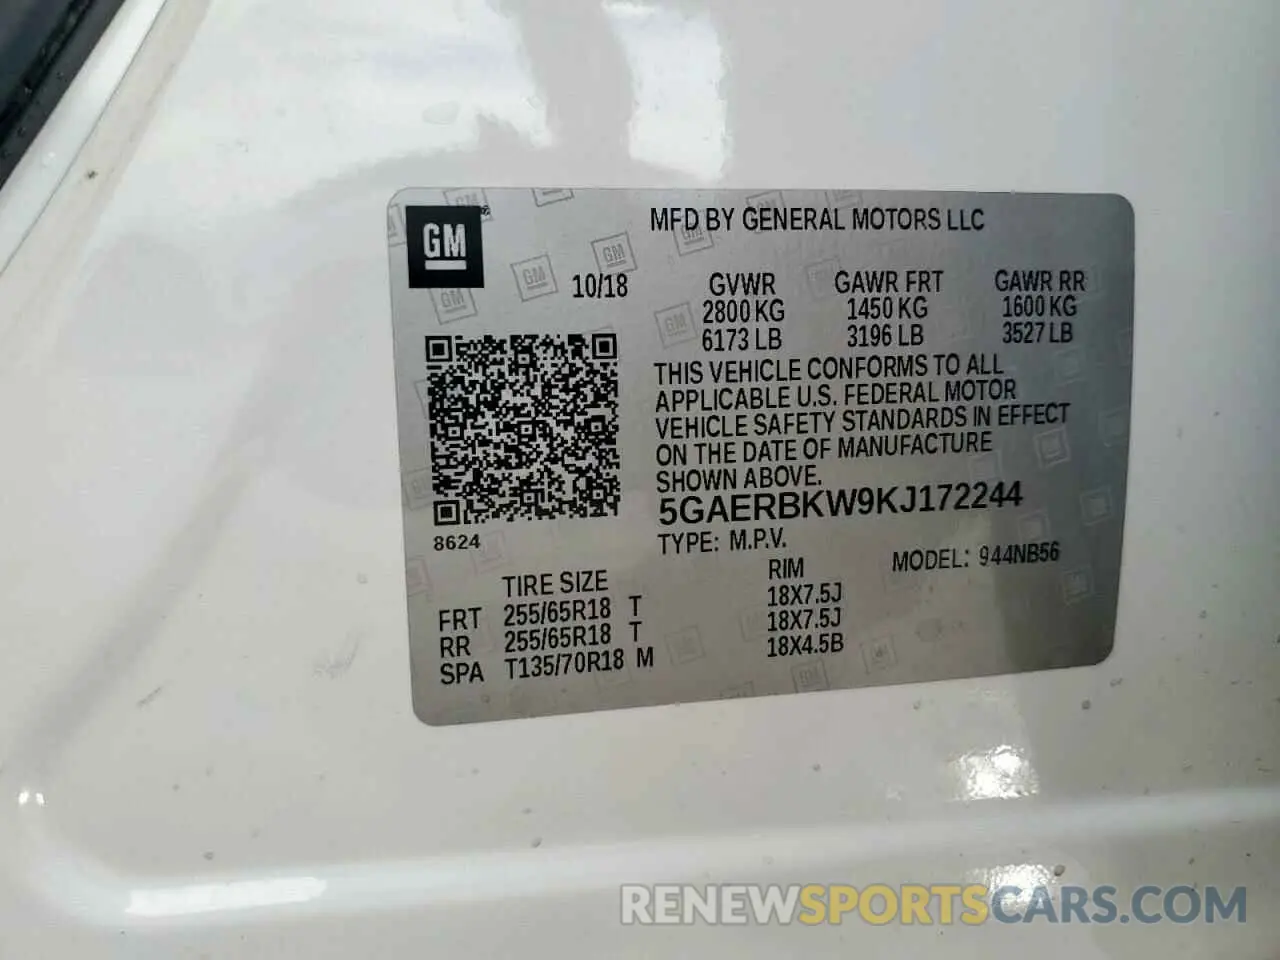 GM
MFD BY GENERAL MOTORS LLC
10/18 GVWR GAWR FRT GAWR RR
2800 KG 1450 KG 1600 KG
6173 LB 3196 LB 3527 LB
THIS VEHICLE CONFORMS TO ALL
APPLICABLE U.S. FEDERAL MOTOR
VEHICLE SAFETY STANDARDS IN EFFECT
ON THE DATE OF MANUFACTURE
SHOWN ABOVE.
5GAERBKW9KJ172244
8624
TYPE: M.P.V.
MODEL: 944NB56
TIRE SIZE RIM
FRT 255/65R18 T 18X7.5J
RR 255/65R18 T 18X7.5J
SPA T135/70R18 M 18X4.5B
RENEWSPORTSCARS.COM